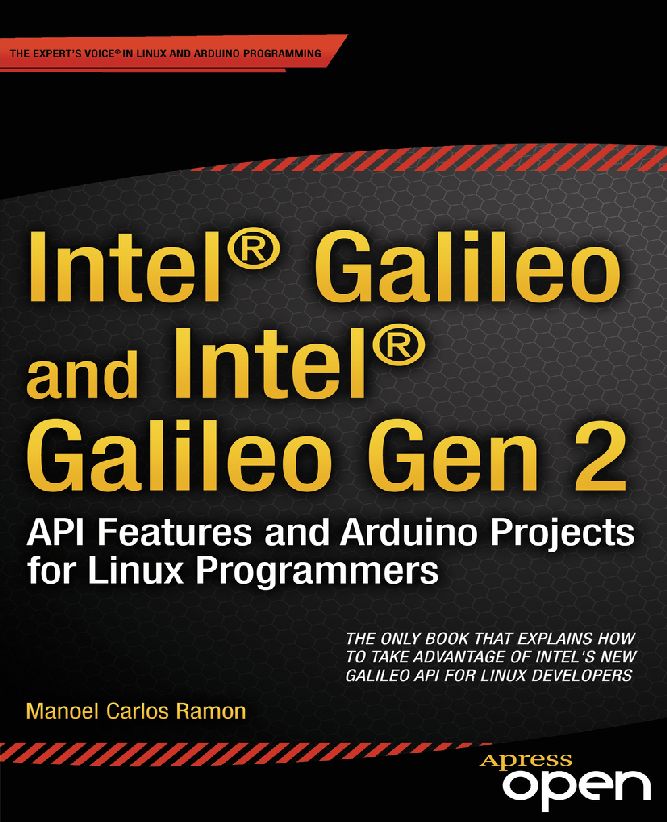 THE EXPERT'S VOICE® IN LINUX AND ARDUINO PROGRAMMING
Intel® Galileo
and Intel®
Galileo Gen 2
API Features and Arduino Projects
for Linux Programmers
THE ONLY BOOK THAT EXPLAINS HOW
TO TAKE ADVANTAGE OF INTEL'S NEW
GALILEO API FOR LINUX DEVELOPERS
Manoel Carlos Ramon
Apress
open